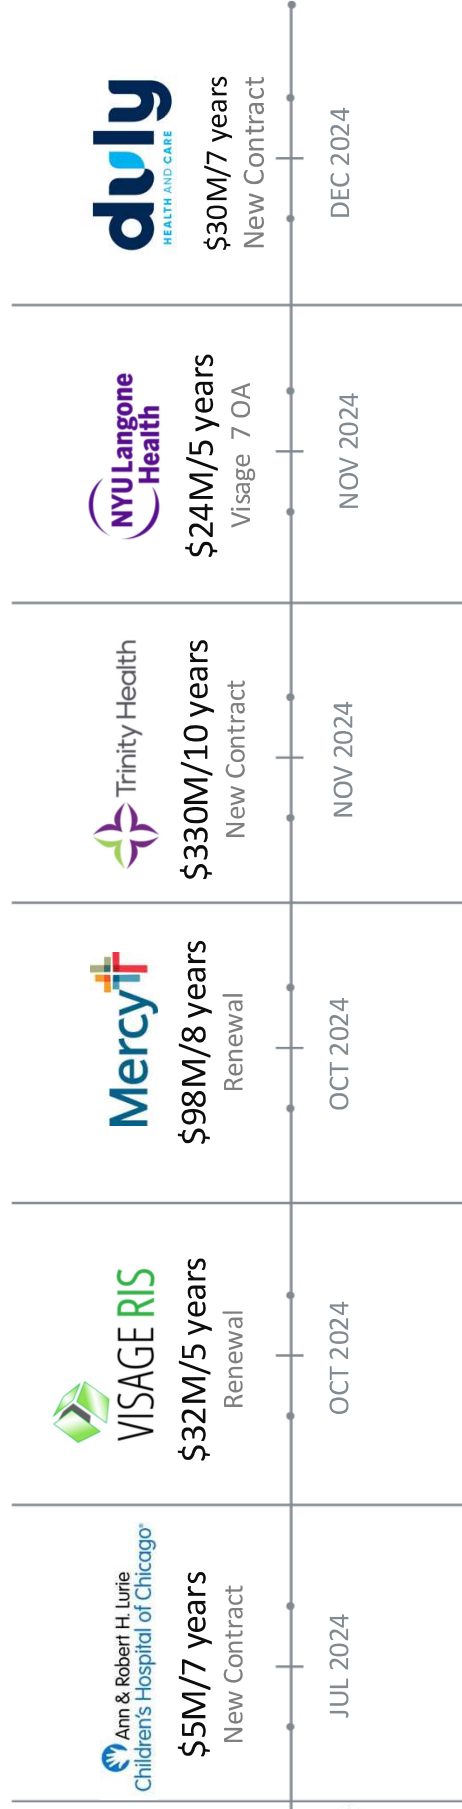 Ann & Robert H. Lurie
Children's Hospital of Chicago®
$5M/7 years
New Contract
JUL 2024
VISAGE RIS
$32M/5 years
Renewal
OCT 2024
Mercy
$98M/8 years
Renewal
OCT 2024
Trinity Health
$330M/10 years
New Contract
NOV 2024
NYU Langone
Health
$24M/5 years
Visage 7 OA
NOV 2024
duly
HEALTH AND CARE
$30M/7 years
New Contract
DEC 2024